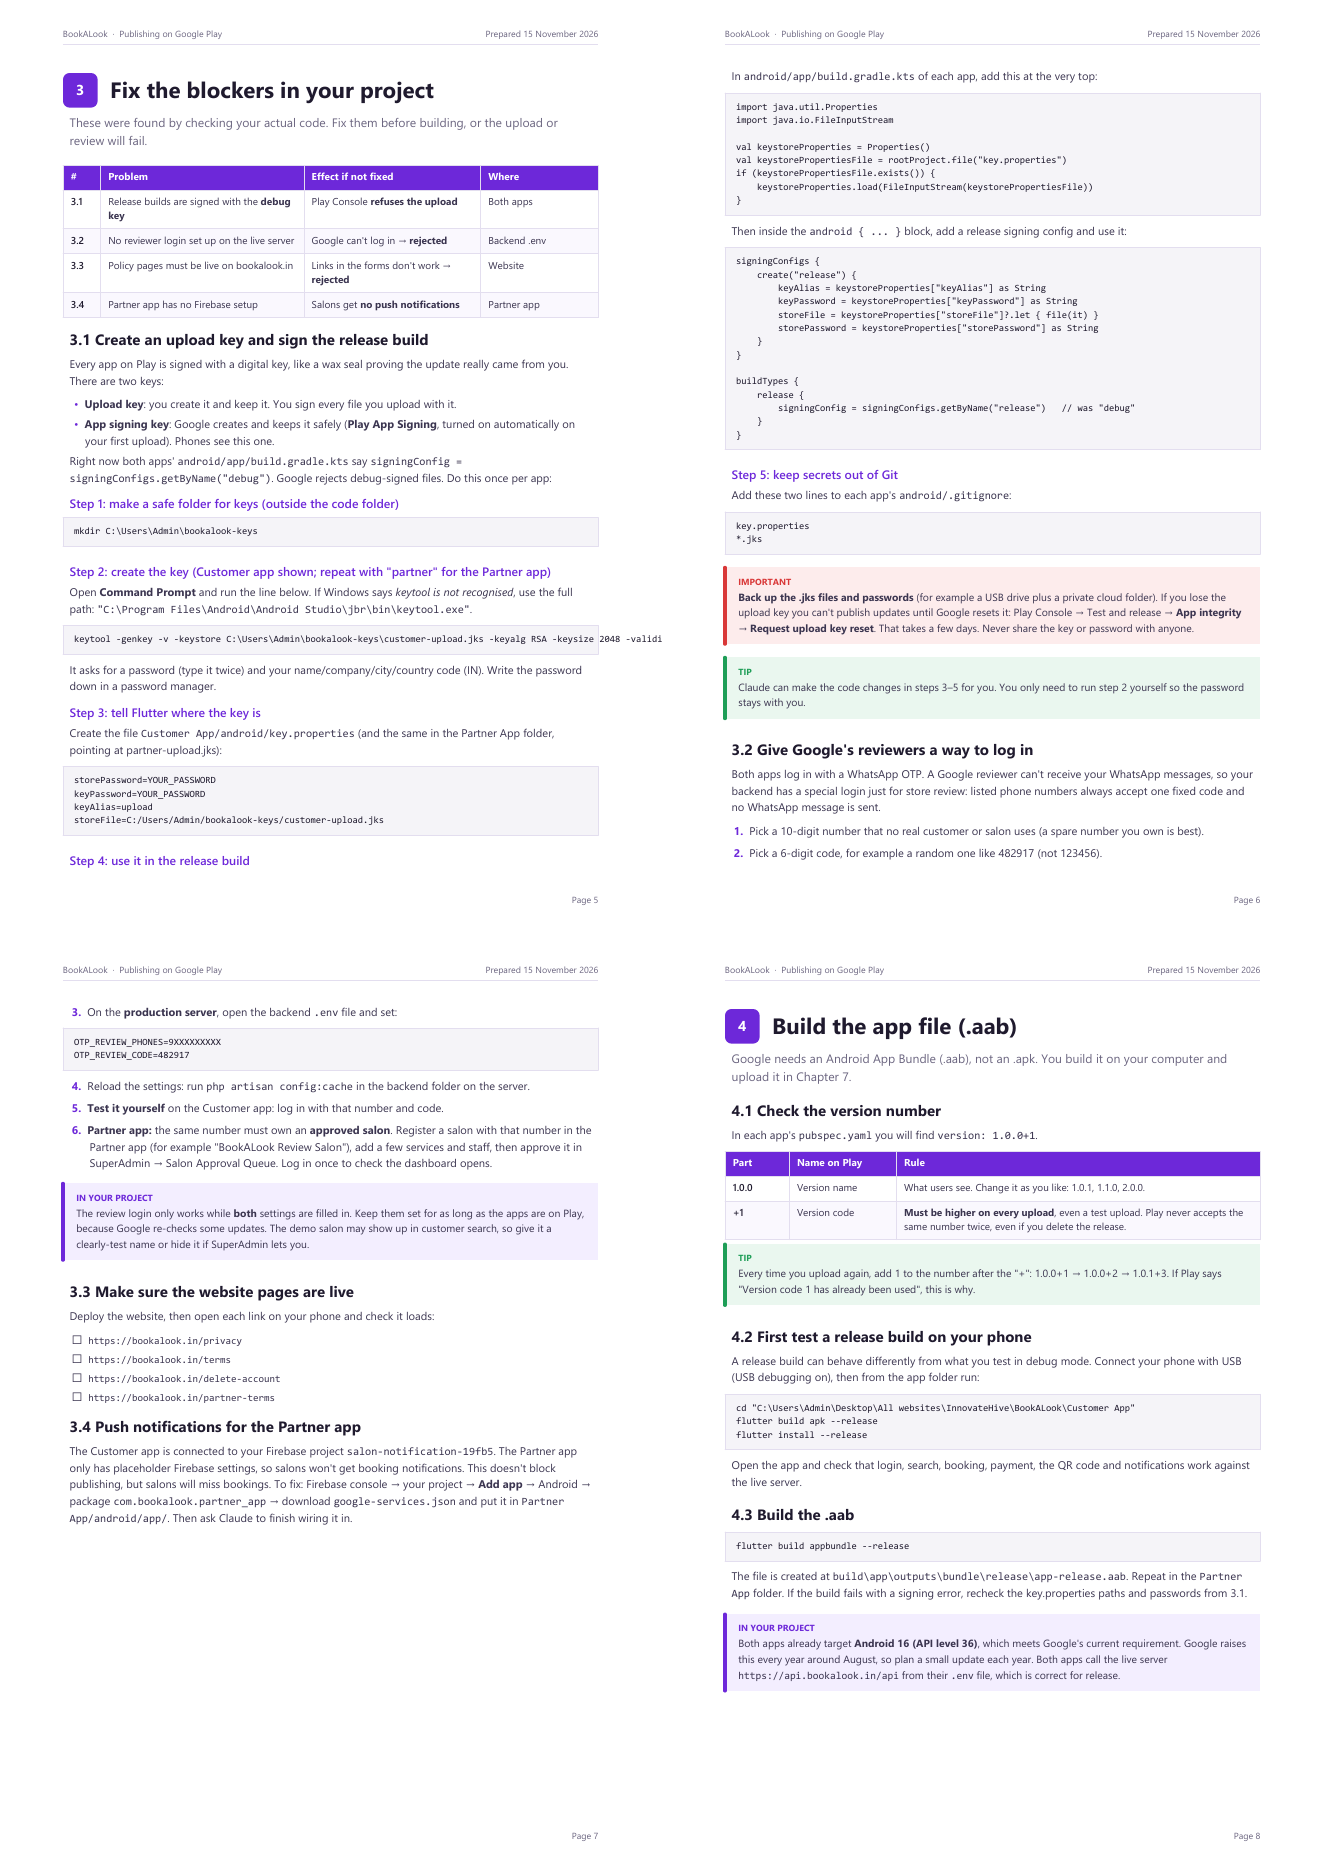 BookALook · Publishing on Google Play
Prepared 15 November 2026
3
Fix the blockers in your project
These were found by checking your actual code. Fix them before building, or the upload or
review will fail.
# Problem Effect if not fixed Where
3.1 Release builds are signed with the debug key Play Console refuses the upload Both apps
3.2 No reviewer login set up on the live server Google can't log in → rejected Backend .env
3.3 Policy pages must be live on bookalook.in Links in the forms don't work → rejected Website
3.4 Partner app has no Firebase setup Salons get no push notifications Partner app
3.1 Create an upload key and sign the release build
Every app on Play is signed with a digital key, like a wax seal proving the update really came from you.
There are two keys:
• Upload key: you create it and keep it. You sign every file you upload with it.
• App signing key: Google creates and keeps it safely (Play App Signing, turned on automatically on
your first upload). Phones see this one.
Right now both apps' android/app/build.gradle.kts say signingConfig =
signingConfigs.getByName("debug"). Google rejects debug-signed files. Do this once per app:
Step 1: make a safe folder for keys (outside the code folder)
mkdir C:\Users\Admin\bookalook-keys
Step 2: create the key (Customer app shown; repeat with "partner" for the Partner app)
Open Command Prompt and run the line below. If Windows says keytool is not recognised, use the full
path: "C:\Program Files\Android\Android Studio\jbr\bin\keytool.exe".
keytool -genkey -v -keystore C:\Users\Admin\bookalook-keys\customer-upload.jks -keyalg RSA -keysize 2048 -validi
It asks for a password (type it twice) and your name/company/city/country code (IN). Write the password
down in a password manager.
Step 3: tell Flutter where the key is
Create the file Customer App/android/key.properties (and the same in the Partner App folder,
pointing at partner-upload.jks):
storePassword=YOUR_PASSWORD
keyPassword=YOUR_PASSWORD
keyAlias=upload
storeFile=C:/Users/Admin/bookalook-keys/customer-upload.jks
Step 4: use it in the release build
Page 5
BookALook · Publishing on Google Play
Prepared 15 November 2026
In android/app/build.gradle.kts of each app, add this at the very top:
import java.util.Properties
import java.io.FileInputStream
val keystoreProperties = Properties()
val keystorePropertiesFile = rootProject.file("key.properties")
if (keystorePropertiesFile.exists()) {
    keystoreProperties.load(FileInputStream(keystorePropertiesFile))
}
Then inside the android { ... } block, add a release signing config and use it:
signingConfigs {
    create("release") {
        keyAlias = keystoreProperties["keyAlias"] as String
        keyPassword = keystoreProperties["keyPassword"] as String
        storeFile = keystoreProperties["storeFile"]?.let { file(it) }
        storePassword = keystoreProperties["storePassword"] as String
    }
}
buildTypes {
    release {
        signingConfig = signingConfigs.getByName("release")   // was "debug"
    }
}
Step 5: keep secrets out of Git
Add these two lines to each app's android/.gitignore:
key.properties
*.jks
IMPORTANT
Back up the .jks files and passwords (for example a USB drive plus a private cloud folder). If you lose the
upload key you can't publish updates until Google resets it: Play Console → Test and release → App integrity
→ Request upload key reset. That takes a few days. Never share the key or password with anyone.
TIP
Claude can make the code changes in steps 3–5 for you. You only need to run step 2 yourself so the password
stays with you.
3.2 Give Google's reviewers a way to log in
Both apps log in with a WhatsApp OTP. A Google reviewer can't receive your WhatsApp messages, so your
backend has a special login just for store review: listed phone numbers always accept one fixed code and
no WhatsApp message is sent.
1. Pick a 10-digit number that no real customer or salon uses (a spare number you own is best).
2. Pick a 6-digit code, for example a random one like 482917 (not 123456).
Page 6
BookALook · Publishing on Google Play
Prepared 15 November 2026
3. On the production server, open the backend .env file and set:
OTP_REVIEW_PHONES=9XXXXXXXXX
OTP_REVIEW_CODE=482917
4. Reload the settings: run php artisan config:cache in the backend folder on the server.
5. Test it yourself on the Customer app: log in with that number and code.
6. Partner app: the same number must own an approved salon. Register a salon with that number in the
Partner app (for example "BookALook Review Salon"), add a few services and staff, then approve it in
SuperAdmin → Salon Approval Queue. Log in once to check the dashboard opens.
IN YOUR PROJECT
The review login only works while both settings are filled in. Keep them set for as long as the apps are on Play,
because Google re-checks some updates. The demo salon may show up in customer search, so give it a
clearly-test name or hide it if SuperAdmin lets you.
3.3 Make sure the website pages are live
Deploy the website, then open each link on your phone and check it loads:
☐ https://bookalook.in/privacy
☐ https://bookalook.in/terms
☐ https://bookalook.in/delete-account
☐ https://bookalook.in/partner-terms
3.4 Push notifications for the Partner app
The Customer app is connected to your Firebase project salon-notification-19fb5. The Partner app
only has placeholder Firebase settings, so salons won't get booking notifications. This doesn't block
publishing, but salons will miss bookings. To fix: Firebase console → your project → Add app → Android →
package com.bookalook.partner_app → download google-services.json and put it in Partner
App/android/app/. Then ask Claude to finish wiring it in.
Page 7
BookALook · Publishing on Google Play
Prepared 15 November 2026
4
Build the app file (.aab)
Google needs an Android App Bundle (.aab), not an .apk. You build it on your computer and
upload it in Chapter 7.
4.1 Check the version number
In each app's pubspec.yaml you will find version: 1.0.0+1.
Part Name on Play Rule
1.0.0 Version name What users see. Change it as you like: 1.0.1, 1.1.0, 2.0.0.
+1 Version code Must be higher on every upload, even a test upload. Play never accepts the
same number twice, even if you delete the release.
TIP
Every time you upload again, add 1 to the number after the "+": 1.0.0+1 → 1.0.0+2 → 1.0.1+3. If Play says
"Version code 1 has already been used", this is why.
4.2 First test a release build on your phone
A release build can behave differently from what you test in debug mode. Connect your phone with USB
(USB debugging on), then from the app folder run:
cd "C:\Users\Admin\Desktop\All websites\InnovateHive\BookALook\Customer App"
flutter build apk --release
flutter install --release
Open the app and check that login, search, booking, payment, the QR code and notifications work against
the live server.
4.3 Build the .aab
flutter build appbundle --release
The file is created at build\app\outputs\bundle\release\app-release.aab. Repeat in the Partner
App folder. If the build fails with a signing error, recheck the key.properties paths and passwords from 3.1.
IN YOUR PROJECT
Both apps already target Android 16 (API level 36), which meets Google's current requirement. Google raises
this every year around August, so plan a small update each year. Both apps call the live server
https://api.bookalook.in/api from their .env file, which is correct for release.
Page 8